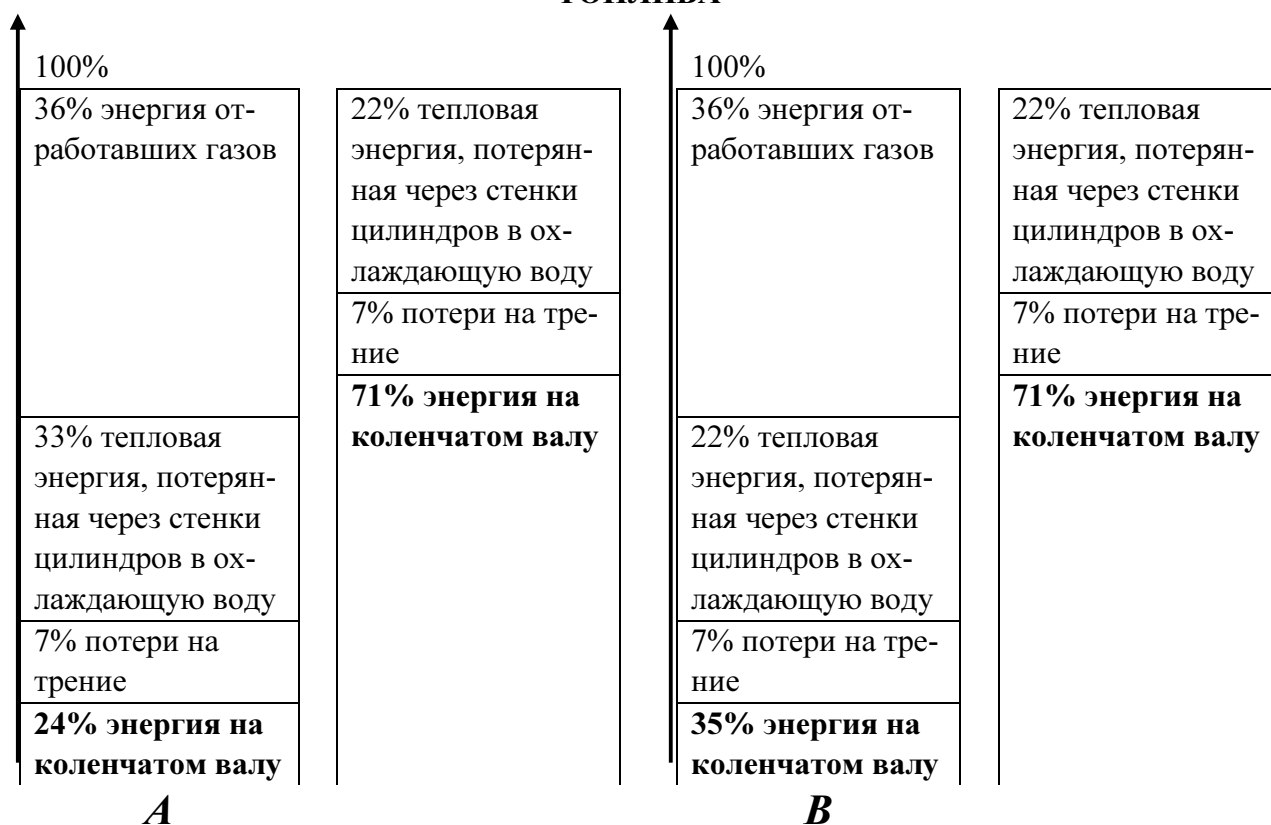 ТОПЛИВА
100%
36% энергия от-
работавших газов
33% тепловая
энергия, потерян-
ная через стенки
цилиндров в ох-
лаждающую воду
7% потери на
трение
24% энергия на
коленчатом валу
A
22% тепловая
энергия, потерян-
ная через стенки
цилиндров в ох-
лаждающую воду
7% потери на тре-
ние
71% энергия на
коленчатом валу
100%
36% энергия от-
работавших газов
22% тепловая
энергия, потерян-
ная через стенки
цилиндров в ох-
лаждающую воду
7% потери на тре-
ние
35% энергия на
коленчатом валу
B
22% тепловая
энергия, потерян-
ная через стенки
цилиндров в ох-
лаждающую воду
7% потери на тре-
ние
71% энергия на
коленчатом валу